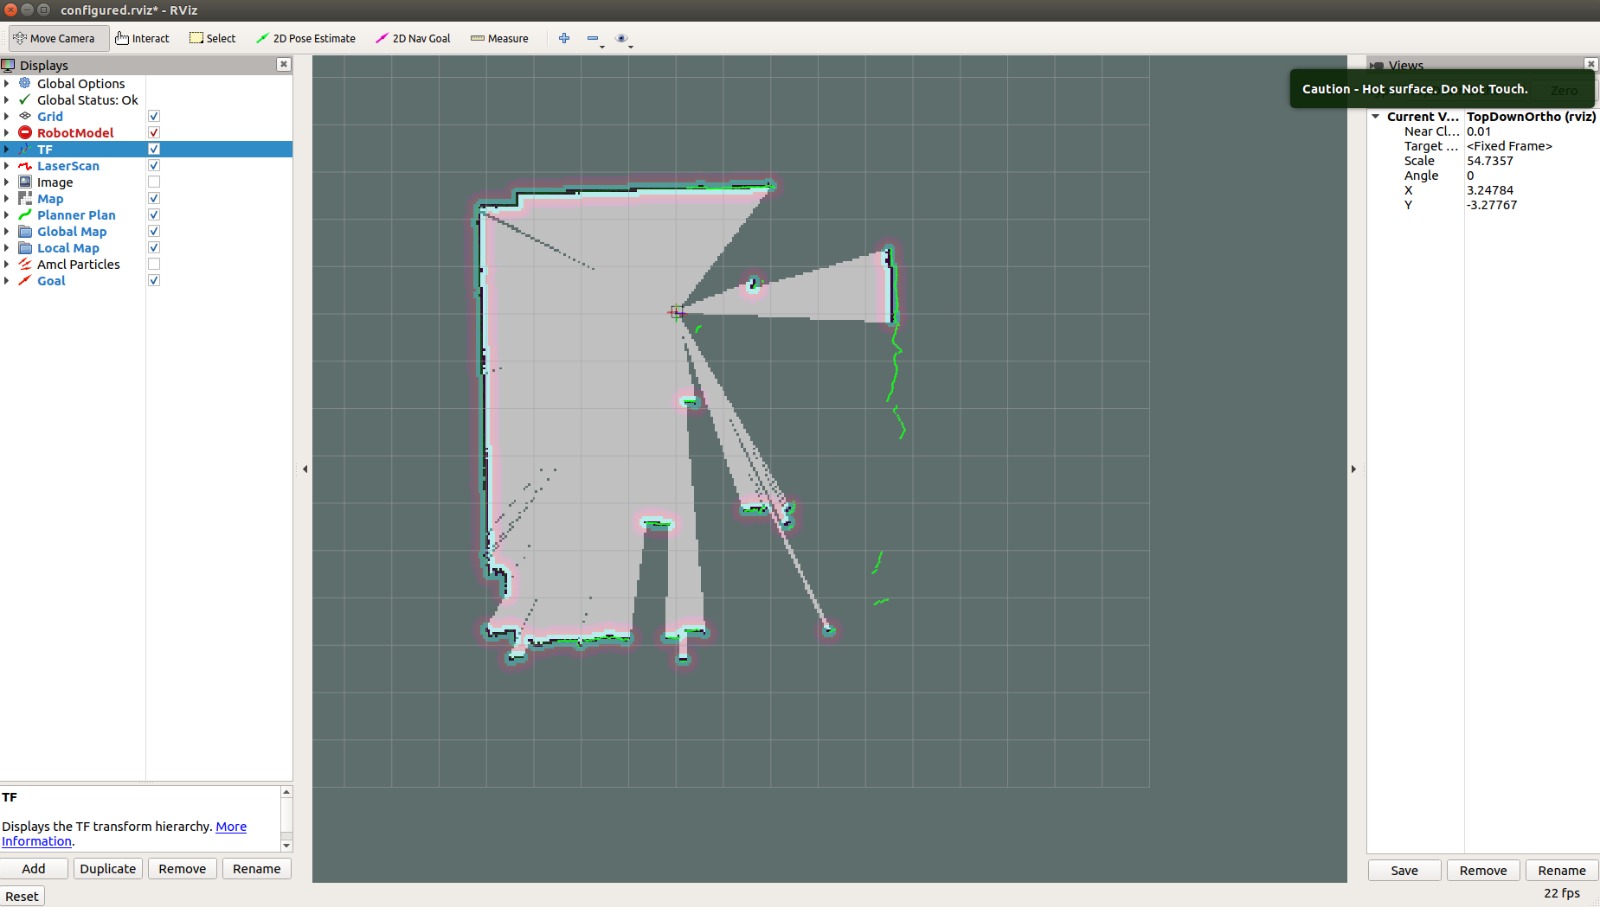 configured.rviz* - RViz
Move Camera Interact Select 2D Pose Estimate 2D Nav Goal Measure
Displays
Global Options
Global Status: Ok
Grid
RobotModel
TF
LaserScan
Image
Map
Planner Plan
Global Map
Local Map
Amcl Particles
Goal
TF
Displays the TF transform hierarchy. More
Information.
Add Duplicate Remove Rename
Reset
Views
Caution - Hot surface. Do Not Touch.
Zero
Current V... TopDownOrtho (rviz)
Near Cl... 0.01
Target ... <Fixed Frame>
Scale 54.7357
Angle 0
X 3.24784
Y -3.27767
Save Remove Rename
22 fps